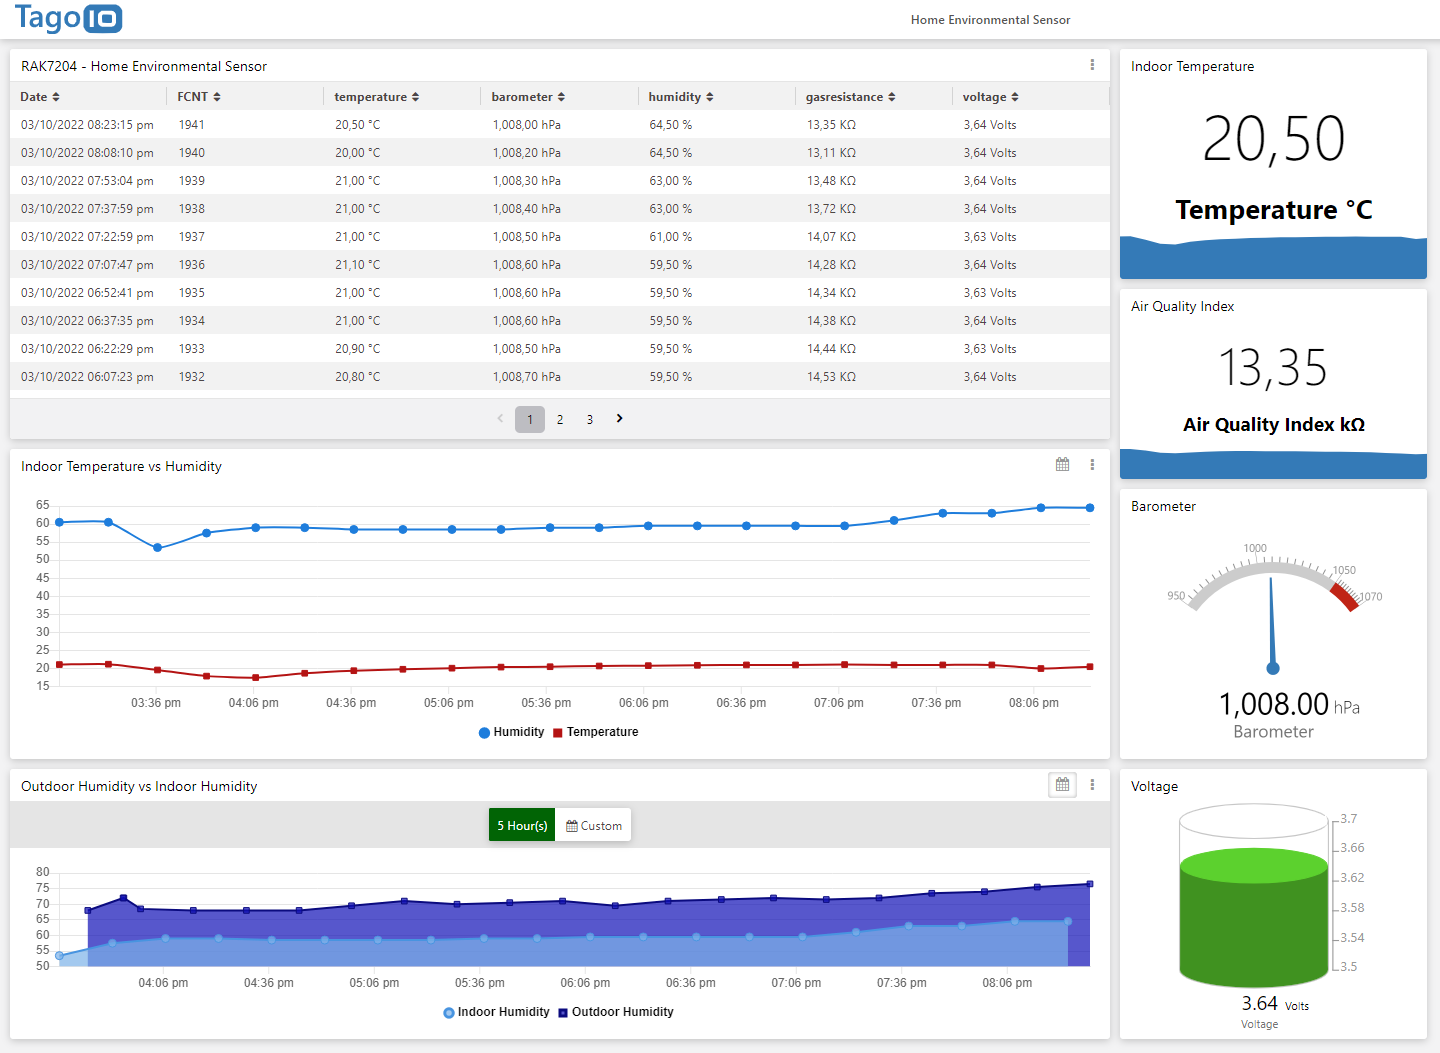 TagoIO
Home Environmental Sensor
RAK7204 - Home Environmental Sensor
Date FCNT temperature barometer humidity gasresistance voltage
03/10/2022 08:23:15 pm 1941 20,50 °C 1,008,00 hPa 64,50 % 13,35 KΩ 3,64 Volts
03/10/2022 08:08:10 pm 1940 20,00 °C 1,008,20 hPa 64,50 % 13,11 KΩ 3,64 Volts
03/10/2022 07:53:04 pm 1939 21,00 °C 1,008,30 hPa 63,00 % 13,48 KΩ 3,64 Volts
03/10/2022 07:37:59 pm 1938 21,00 °C 1,008,40 hPa 63,00 % 13,72 KΩ 3,64 Volts
03/10/2022 07:22:59 pm 1937 21,00 °C 1,008,50 hPa 61,00 % 14,07 KΩ 3,63 Volts
03/10/2022 07:07:47 pm 1936 21,10 °C 1,008,60 hPa 59,50 % 14,28 KΩ 3,64 Volts
03/10/2022 06:52:41 pm 1935 21,00 °C 1,008,60 hPa 59,50 % 14,34 KΩ 3,63 Volts
03/10/2022 06:37:35 pm 1934 21,00 °C 1,008,60 hPa 59,50 % 14,38 KΩ 3,64 Volts
03/10/2022 06:22:29 pm 1933 20,90 °C 1,008,50 hPa 59,50 % 14,44 KΩ 3,63 Volts
03/10/2022 06:07:23 pm 1932 20,80 °C 1,008,70 hPa 59,50 % 14,53 KΩ 3,64 Volts
1 2 3
Indoor Temperature
20,50
Temperature °C
Air Quality Index
13,35
Air Quality Index kΩ
Indoor Temperature vs Humidity
65
60
55
50
45
40
35
30
25
20
15
03:36 pm 04:06 pm 04:36 pm 05:06 pm 05:36 pm 06:06 pm 06:36 pm 07:06 pm 07:36 pm 08:06 pm
Humidity Temperature
Barometer
950 1000 1050 1070
1,008.00 hPa
Barometer
Outdoor Humidity vs Indoor Humidity
5 Hour(s) Custom
80
75
70
65
60
55
50
04:06 pm 04:36 pm 05:06 pm 05:36 pm 06:06 pm 06:36 pm 07:06 pm 07:36 pm 08:06 pm
Indoor Humidity Outdoor Humidity
Voltage
3.7
3.66
3.62
3.58
3.54
3.5
3.64 Volts
Voltage